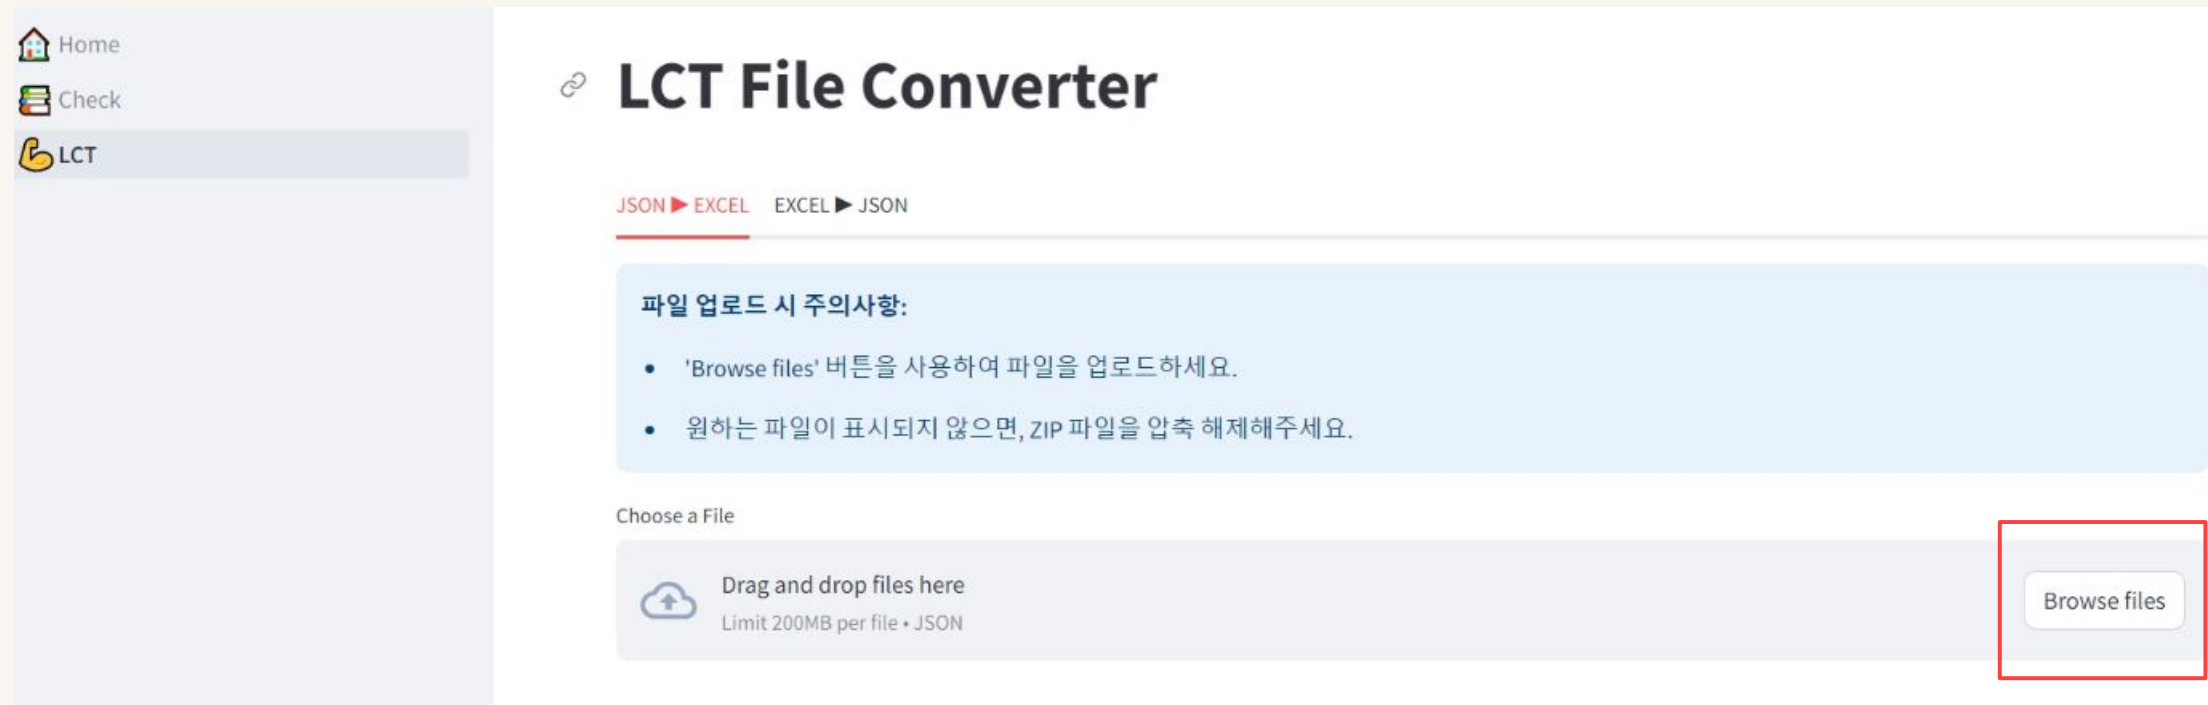 Home
Check
LCT
LCT File Converter
JSON ▶ EXCEL EXCEL ▶ JSON
파일 업로드 시 주의사항:
• 'Browse files' 버튼을 사용하여 파일을 업로드하세요.
• 원하는 파일이 표시되지 않으면, ZIP 파일을 압축 해제해주세요.
Choose a File
Drag and drop files here
Limit 200MB per file • JSON
Browse files